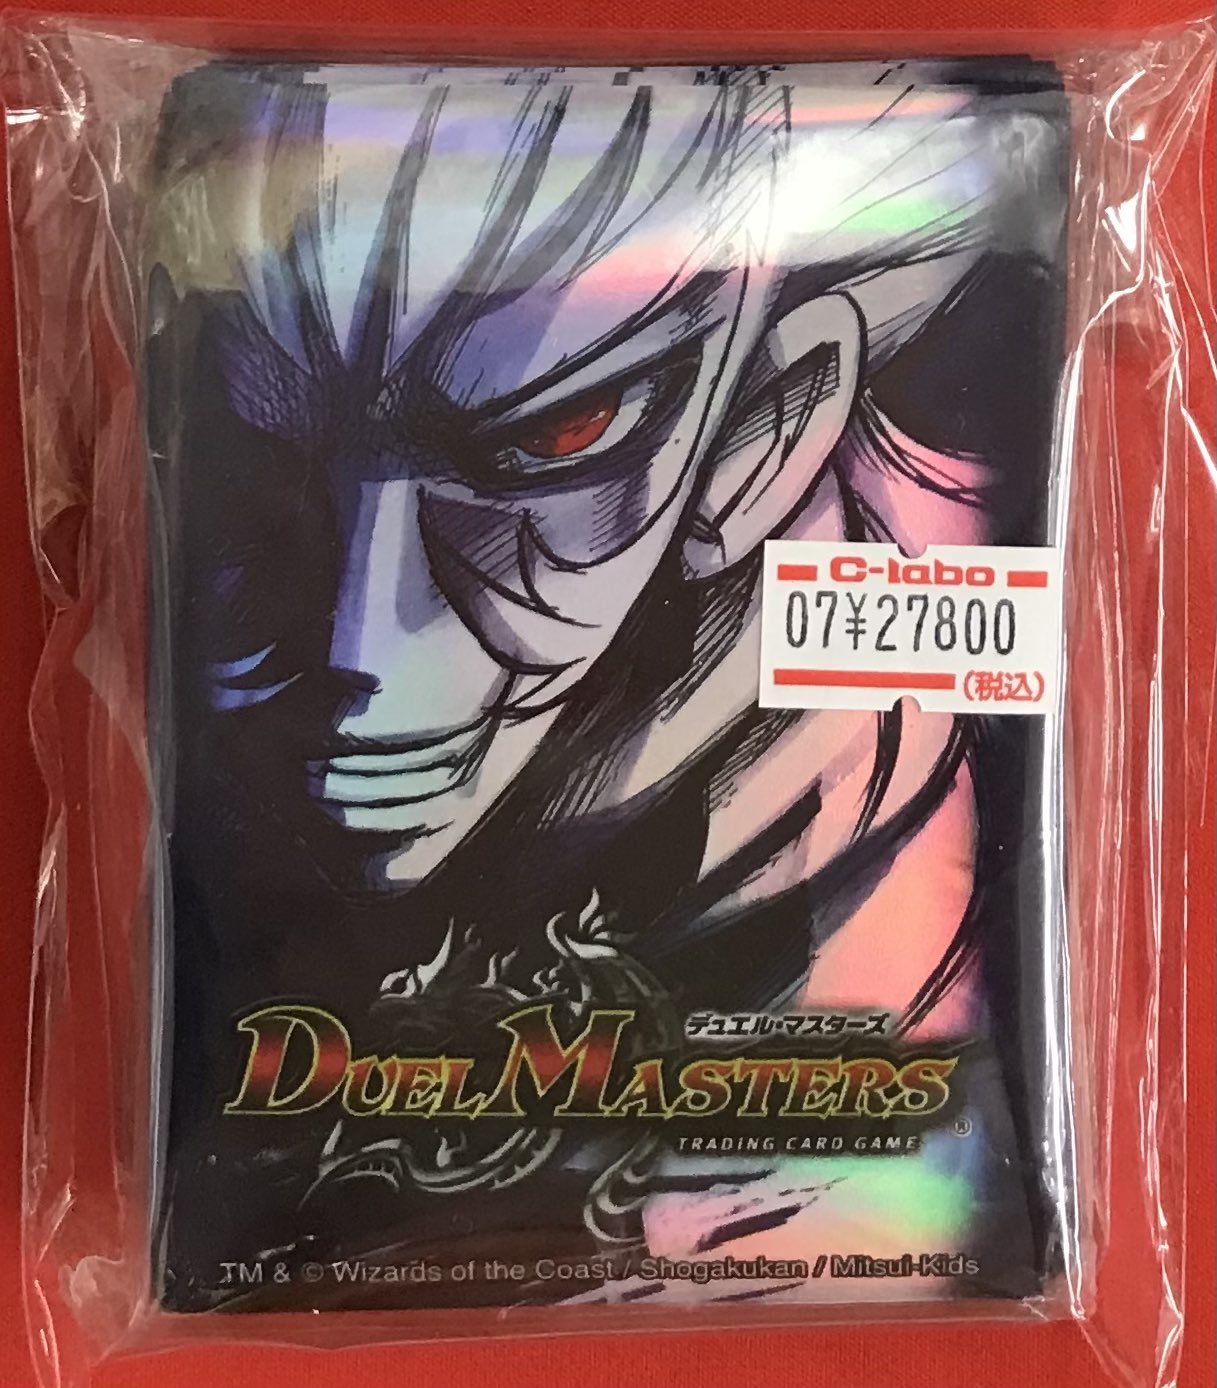 C-labo
07¥27800
(税込)
デュエル・マスターズ
DUEL MASTERS®
TRADING CARD GAME
TM & © Wizards of the Coast / Shogakukan / Mitsui-Kids